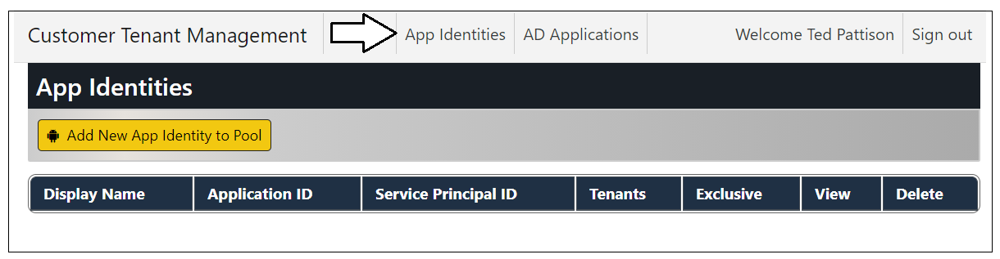 Customer Tenant Management App Identities AD Applications Welcome Ted Pattison Sign out
App Identities
Add New App Identity to Pool
Display Name Application ID Service Principal ID Tenants Exclusive View Delete